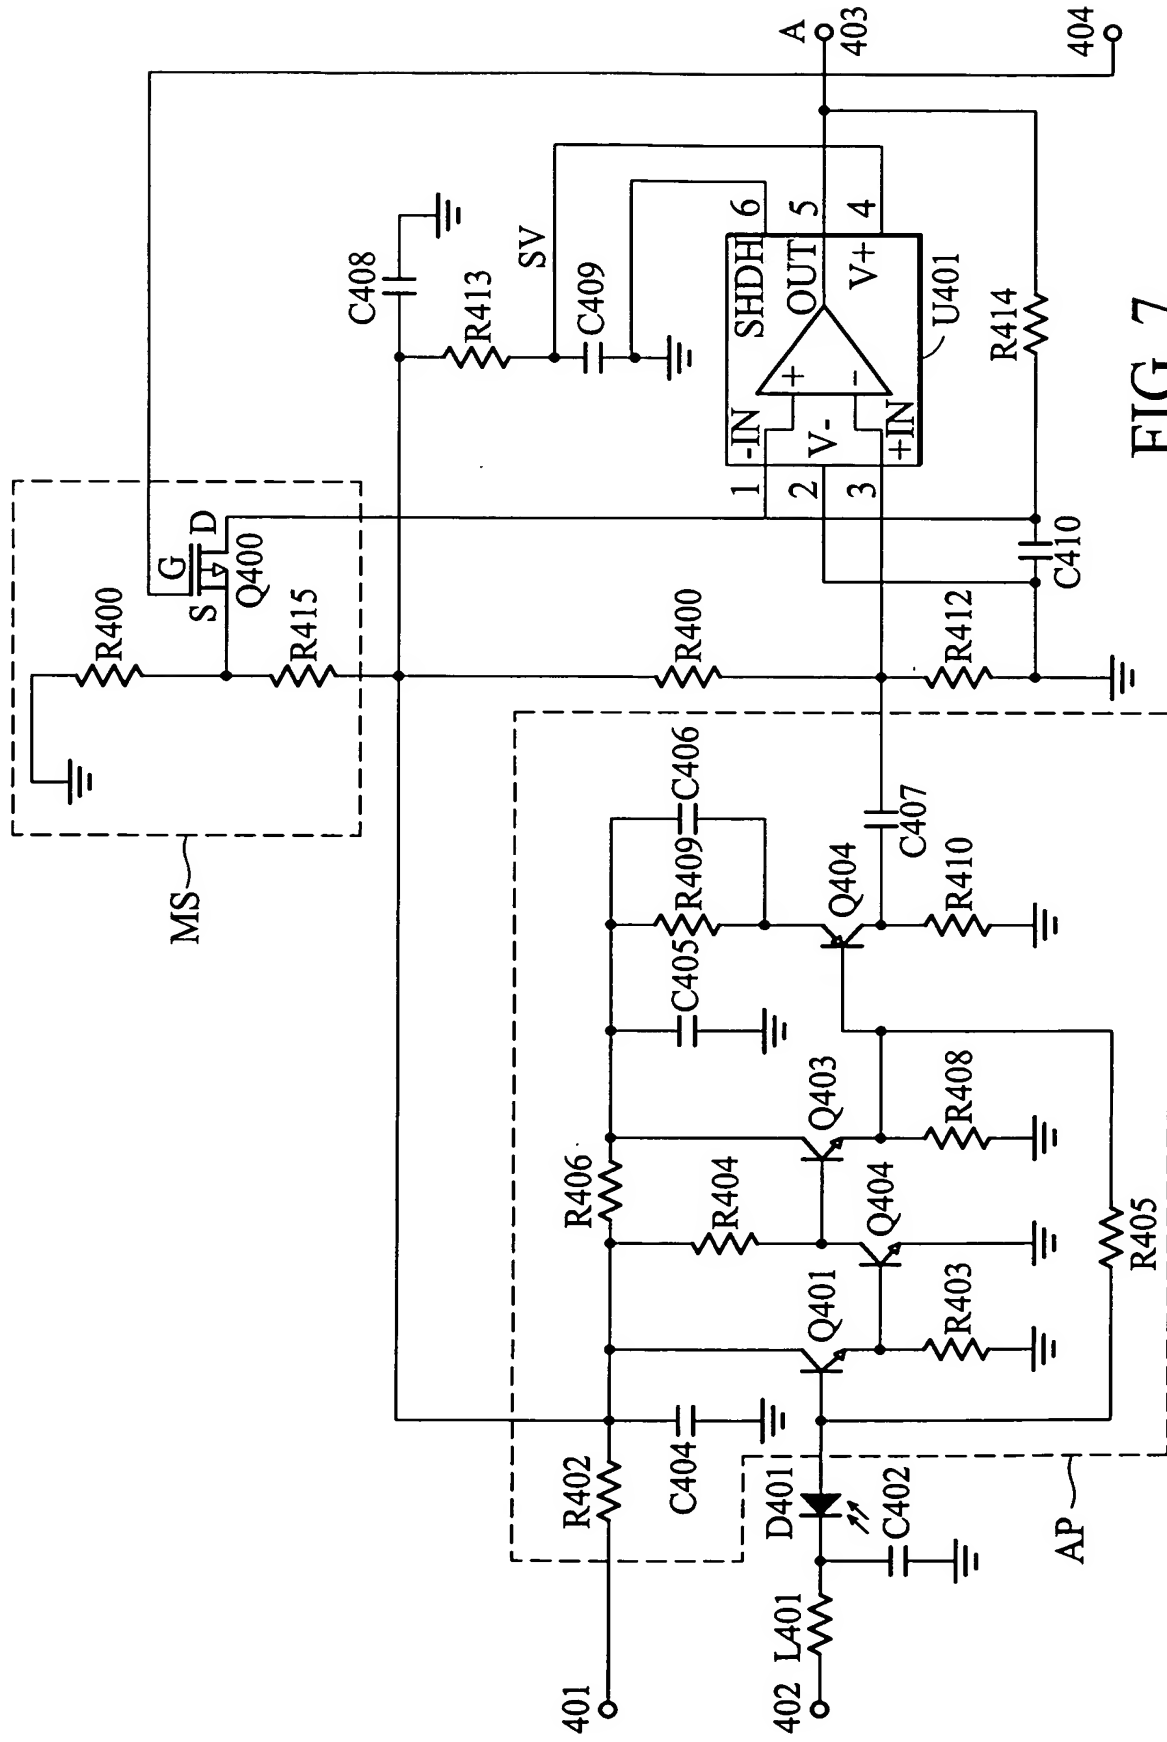 MS
R400
R415
G
S
D
Q400
C408
R413
SV
C409
A
403
404
R400
R412
C410
R414
1
2
3
-IN
V-
+IN
+
-
SHDH
OUT
V+
6
5
4
U401
FIG. 7
401
R402
C404
R406
R404
C405
R409
C406
402
L401
D401
C402
Q401
R403
Q404
Q403
R408
Q404
R410
C407
R405
AP